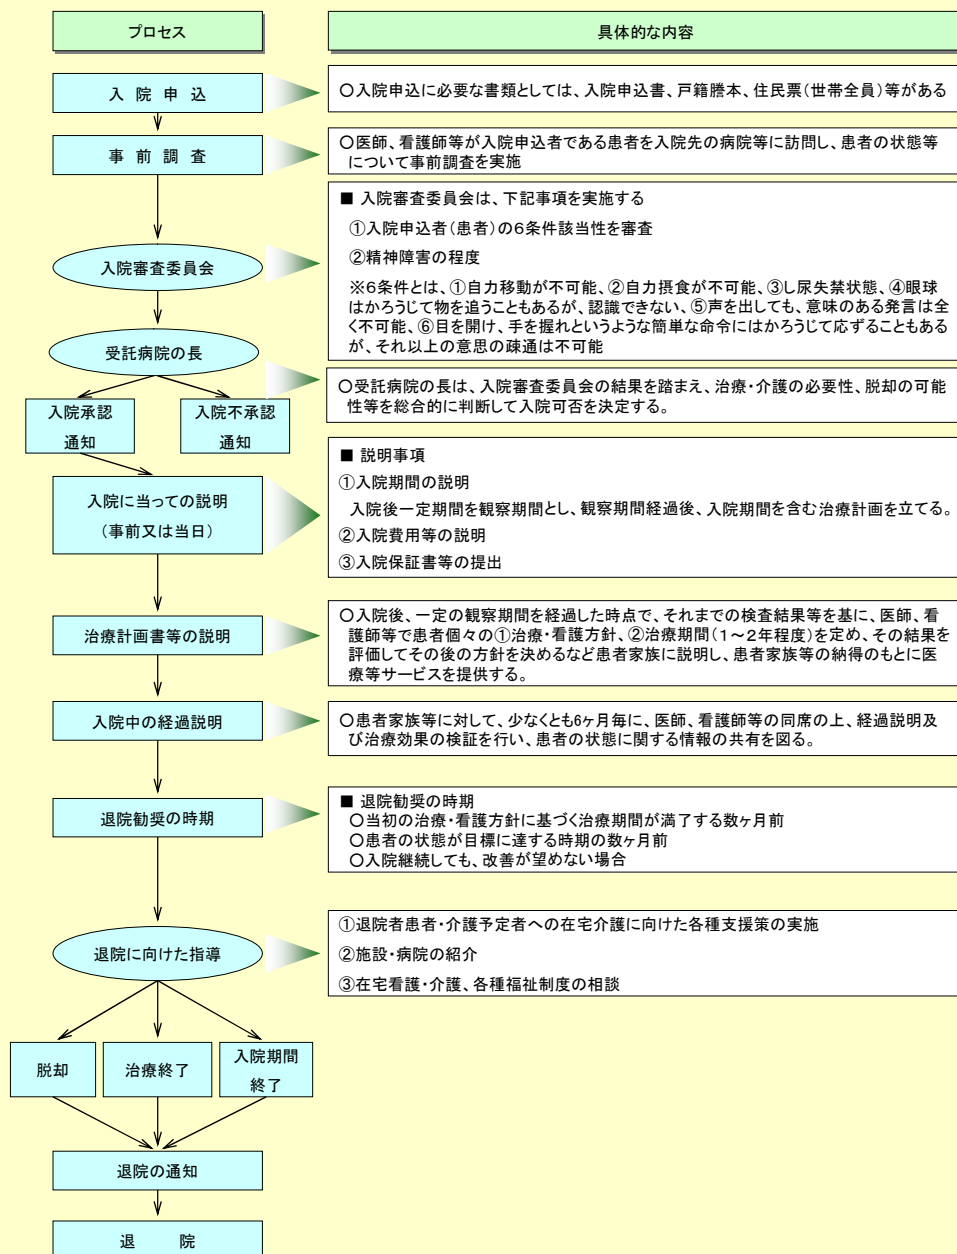 プロセス
具体的な内容
入 院 申 込
○入院申込に必要な書類としては、入院申込書、戸籍謄本、住民票(世帯全員)等がある
事 前 調 査
○医師、看護師等が入院申込者である患者を入院先の病院等に訪問し、患者の状態等
について事前調査を実施
入院審査委員会
■ 入院審査委員会は、下記事項を実施する
①入院申込者(患者)の6条件該当性を審査
②精神障害の程度
※6条件とは、①自力移動が不可能、②自力摂食が不可能、③し尿失禁状態、④眼球
はかろうじて物を追うこともあるが、認識できない、⑤声を出しても、意味のある発言は全
く不可能、⑥目を開け、手を握れというような簡単な命令にはかろうじて応ずることもある
が、それ以上の意思の疎通は不可能
受託病院の長
○受託病院の長は、入院審査委員会の結果を踏まえ、治療・介護の必要性、脱却の可能
性等を総合的に判断して入院可否を決定する。
入院承認
通知
入院不承認
通知
入院に当っての説明
(事前又は当日)
■ 説明事項
①入院期間の説明
入院後一定期間を観察期間とし、観察期間経過後、入院期間を含む治療計画を立てる。
②入院費用等の説明
③入院保証書等の提出
治療計画書等の説明
○入院後、一定の観察期間を経過した時点で、それまでの検査結果等を基に、医師、看
護師等で患者個々の①治療・看護方針、②治療期間(1～2年程度)を定め、その結果を
評価してその後の方針を決めるなど患者家族に説明し、患者家族等の納得のもとに医
療等サービスを提供する。
入院中の経過説明
○患者家族等に対して、少なくとも6ヶ月毎に、医師、看護師等の同席の上、経過説明及
び治療効果の検証を行い、患者の状態に関する情報の共有を図る。
退院勧奨の時期
■ 退院勧奨の時期
○当初の治療・看護方針に基づく治療期間が満了する数ヶ月前
○患者の状態が目標に達する時期の数ヶ月前
○入院継続しても、改善が望めない場合
退院に向けた指導
①退院者患者・介護予定者への在宅介護に向けた各種支援策の実施
②施設・病院の紹介
③在宅看護・介護、各種福祉制度の相談
脱却
治療終了
入院期間
終了
退院の通知
退 院